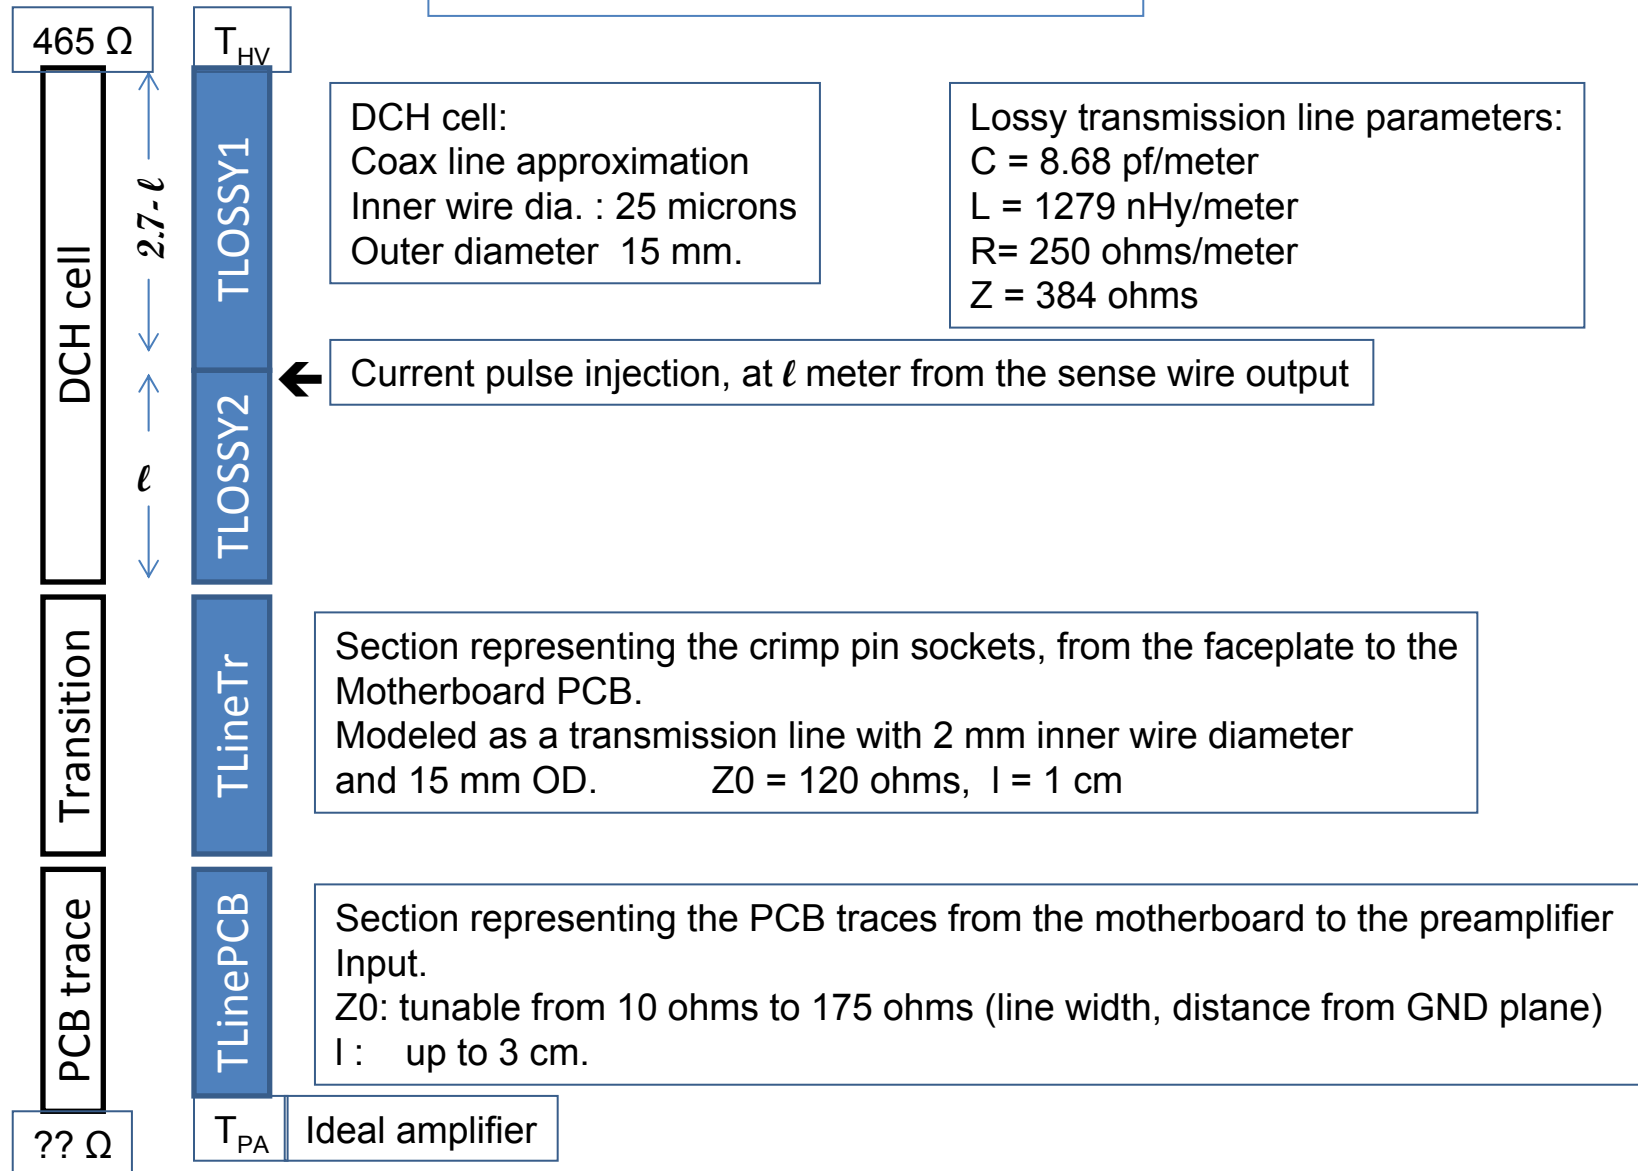 465 Ω
T_HV
DCH cell
2.7 - ℓ
ℓ
TLOSSY1
TLOSSY2
DCH cell:
Coax line approximation
Inner wire dia. : 25 microns
Outer diameter 15 mm.
Lossy transmission line parameters:
C = 8.68 pf/meter
L = 1279 nHy/meter
R= 250 ohms/meter
Z = 384 ohms
Current pulse injection, at ℓ meter from the sense wire output
Transition
TLineTr
Section representing the crimp pin sockets, from the faceplate to the
Motherboard PCB.
Modeled as a transmission line with 2 mm inner wire diameter
and 15 mm OD. Z0 = 120 ohms, l = 1 cm
PCB trace
TLinePCB
Section representing the PCB traces from the motherboard to the preamplifier
Input.
Z0: tunable from 10 ohms to 175 ohms (line width, distance from GND plane)
l : up to 3 cm.
?? Ω
T_PA
Ideal amplifier